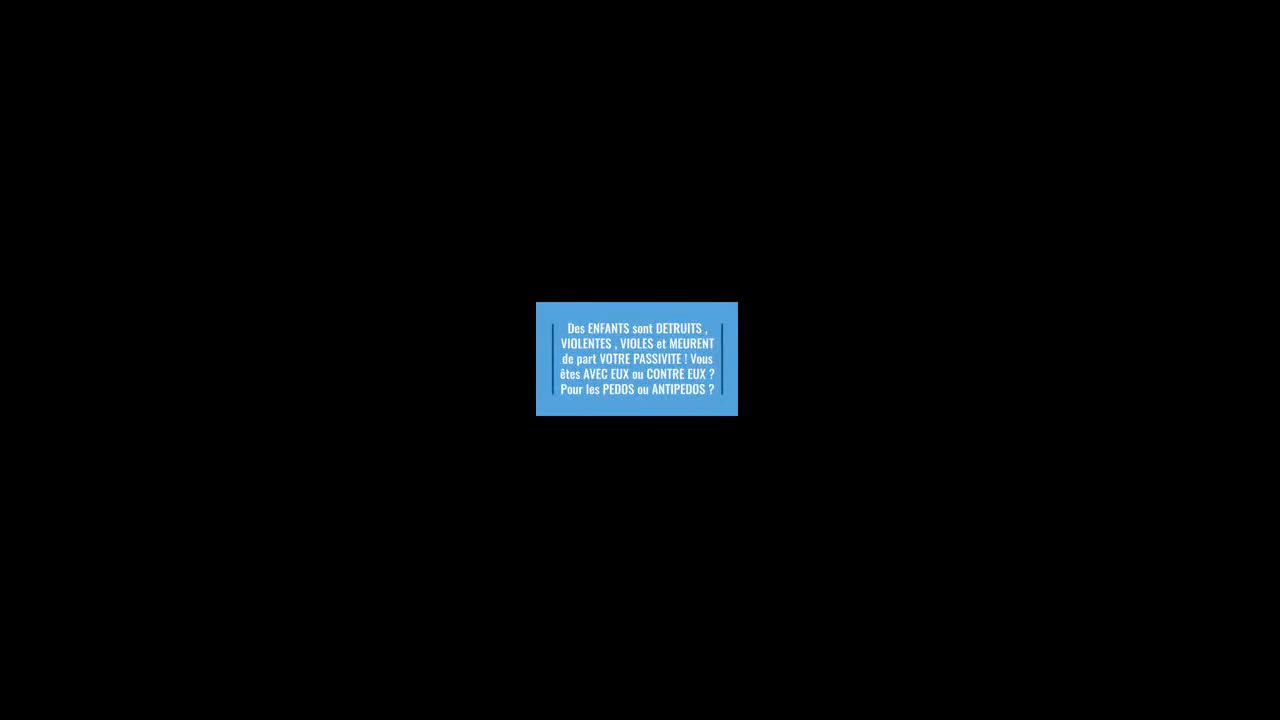 Des ENFANTS sont DETRUITS ,
VIOLENTES , VIOLES et MEURENT
de part VOTRE PASSIVITE ! Vous
êtes AVEC EUX ou CONTRE EUX ?
Pour les PEDOS ou ANTIPEDOS ?